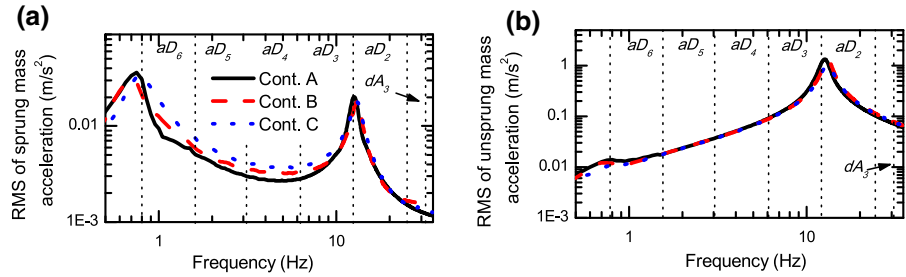 (a)
RMS of sprung mass
acceleration (m/s²)
0.01
1E-3
aD₆ aD₅ aD₄ aD₃ aD₂
dA₃
Cont. A
Cont. B
Cont. C
1 10
Frequency (Hz)
(b)
RMS of unsprung mass
acceleration (m/s²)
1
0.1
0.01
1E-3
aD₆ aD₅ aD₄ aD₃ aD₂
dA₃
1 10
Frequency (Hz)